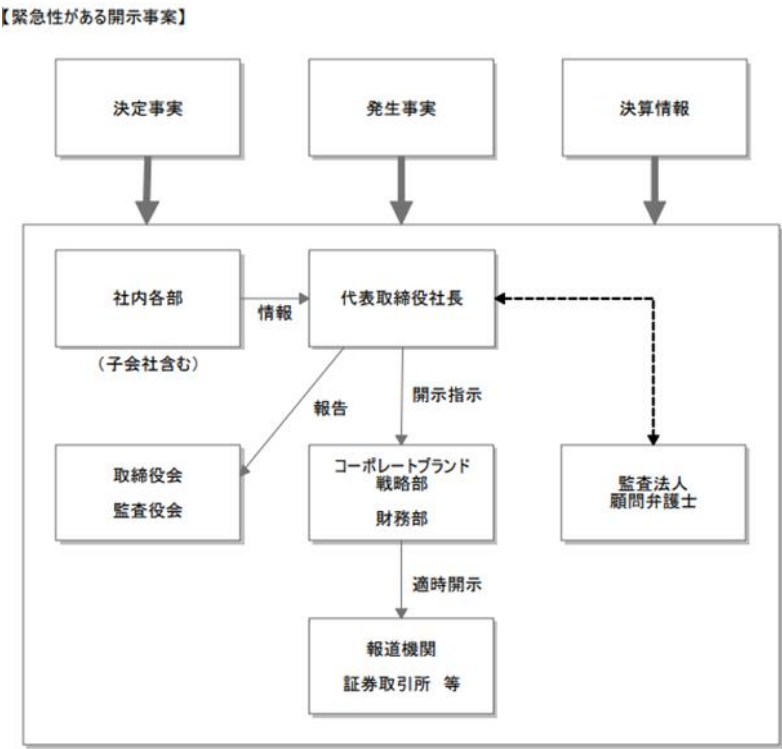 【緊急性がある開示事案】
決定事実
発生事実
決算情報
社内各部
情報
代表取締役社長
(子会社含む)
報告
開示指示
取締役会
監査役会
コーポレートブランド
戦略部
財務部
監査法人
顧問弁護士
適時開示
報道機関
証券取引所 等